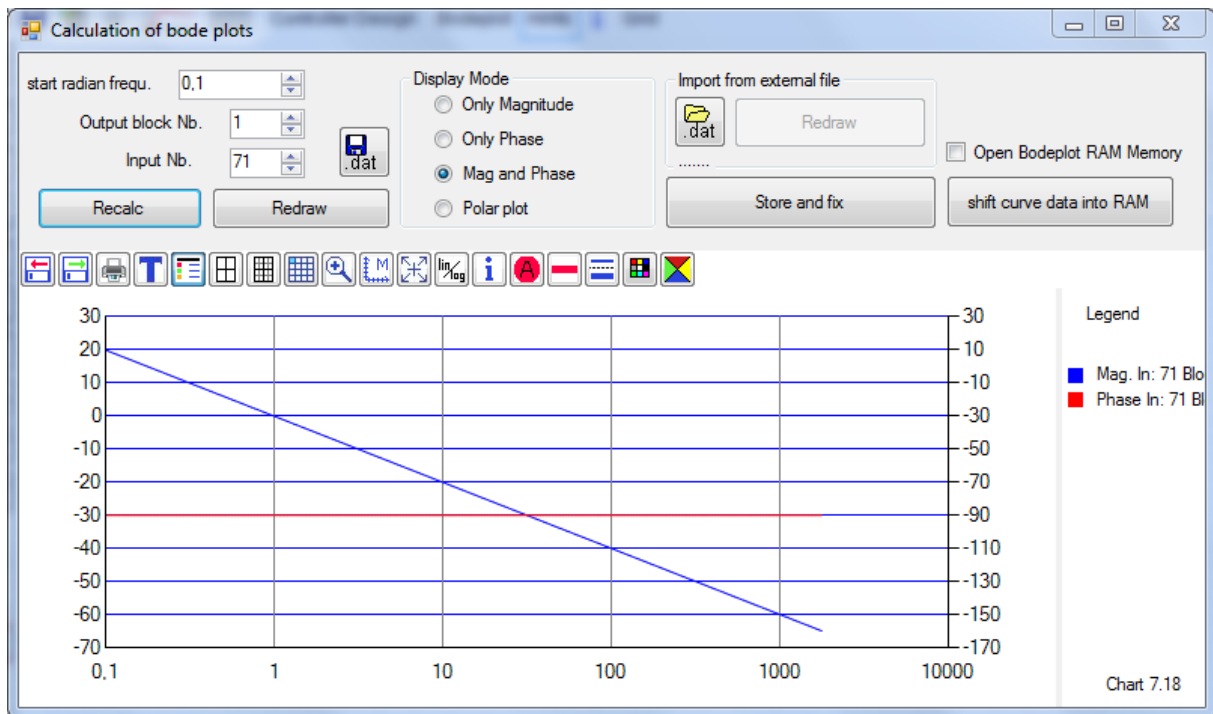 Calculation of bode plots
start radian frequ. 0,1
Output block Nb. 1
Input Nb. 71
.dat
Recalc
Redraw
Display Mode
Only Magnitude
Only Phase
Mag and Phase
Polar plot
Import from external file
.dat
Redraw
.......
Store and fix
Open Bodeplot RAM Memory
shift curve data into RAM
T
M
lin/log
i
A
30
20
10
0
-10
-20
-30
-40
-50
-60
-70
0,1 1 10 100 1000 10000
30
10
-10
-30
-50
-70
-90
-110
-130
-150
-170
Legend
Mag. In: 71 Blo
Phase In: 71 Bl
Chart 7.18